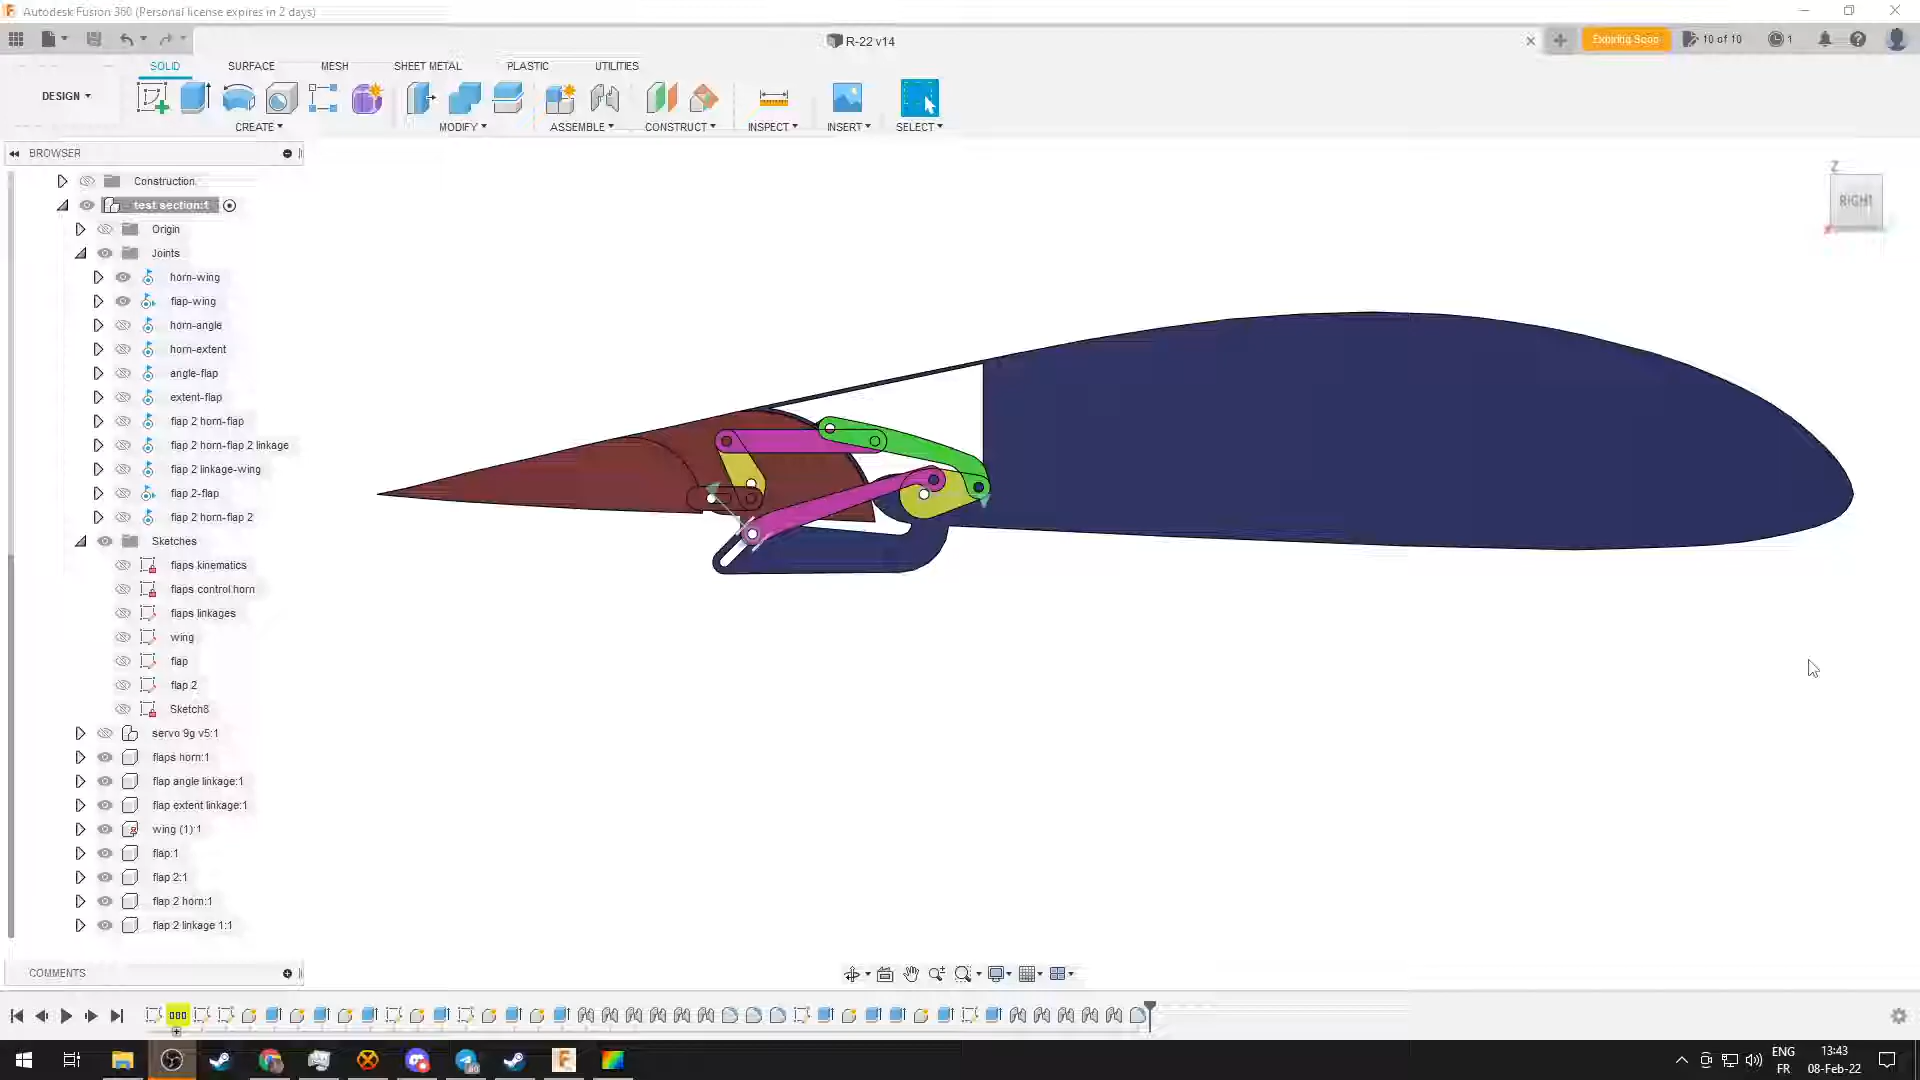 Autodesk Fusion 360 (Personal license expires in 2 days)
R-22 v14
Expiring Soon
10 of 10
1
SOLID
SURFACE
MESH
SHEET METAL
PLASTIC
UTILITIES
DESIGN
CREATE
MODIFY
ASSEMBLE
CONSTRUCT
INSPECT
INSERT
SELECT
BROWSER
Construction
test section:1
Origin
Joints
horn-wing
flap-wing
horn-angle
horn-extent
angle-flap
extent-flap
flap 2 horn-flap
flap 2 horn-flap 2 linkage
flap 2 linkage-wing
flap 2-flap
flap 2 horn-flap 2
Sketches
flaps kinematics
flaps control horn
flaps linkages
wing
flap
flap 2
Sketch8
servo 9g v5:1
flaps horn:1
flap angle linkage:1
flap extent linkage:1
wing (1):1
flap:1
flap 2:1
flap 2 horn:1
flap 2 linkage 1:1
Z
RIGHT
COMMENTS
ENG
FR
13:43
08-Feb-22